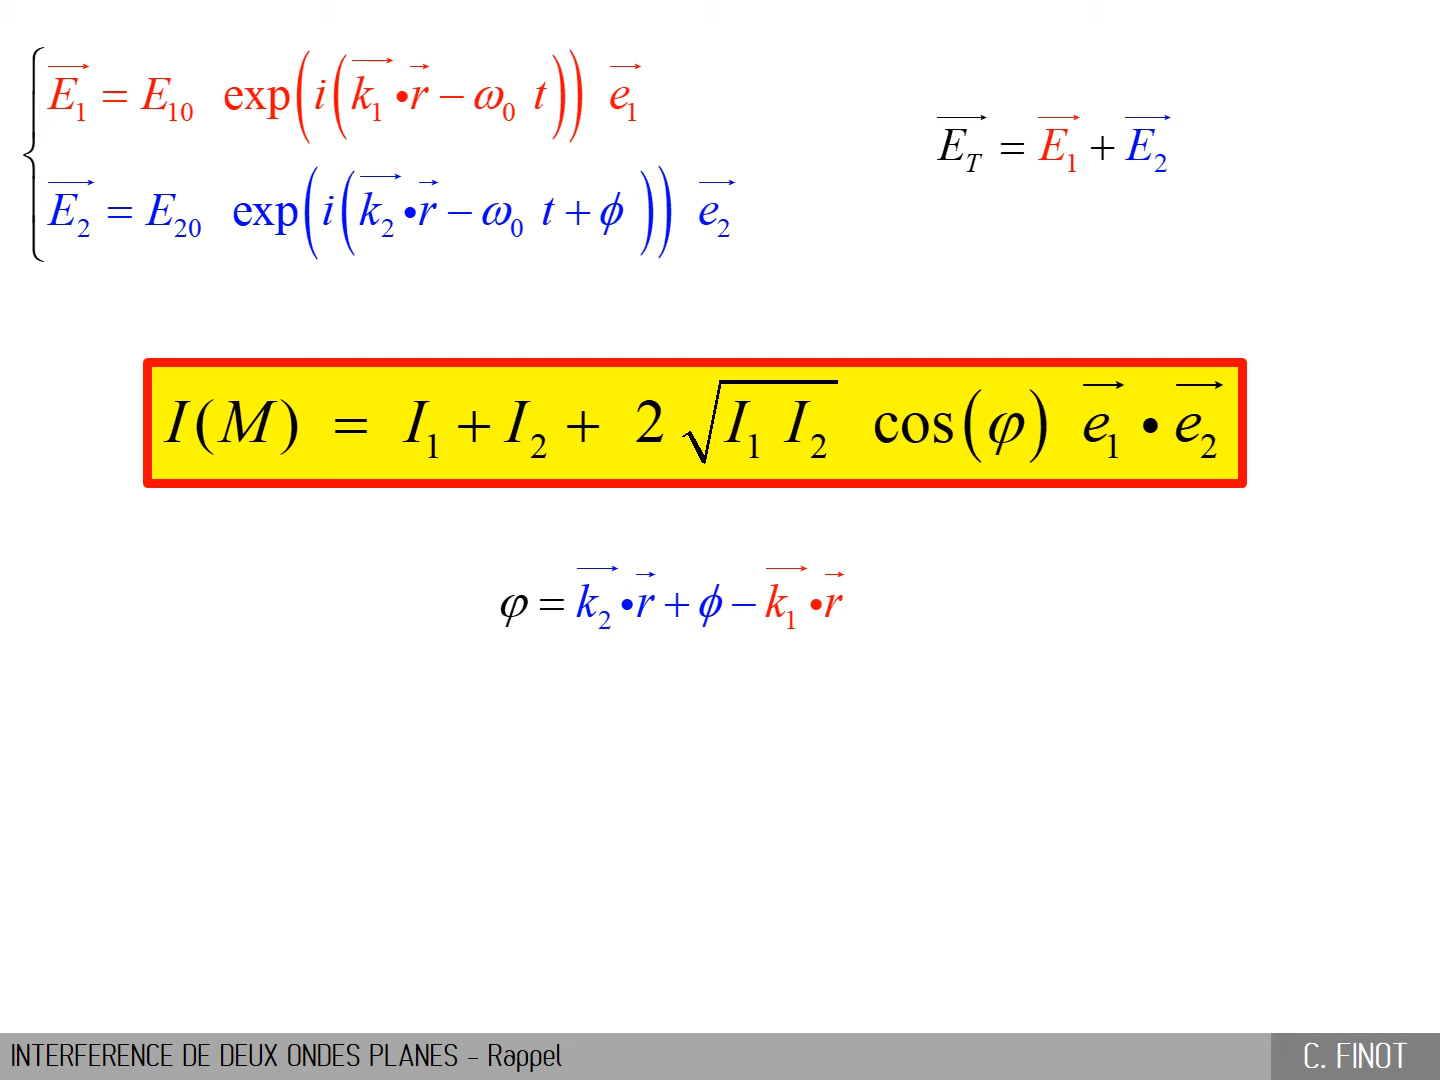 E₁ = E₁₀ exp(i(k₁•r − ω₀ t)) e₁
E₂ = E₂₀ exp(i(k₂•r − ω₀ t + ϕ)) e₂
E_T = E₁ + E₂
I(M) = I₁ + I₂ + 2 √(I₁ I₂) cos(φ) e₁ • e₂
φ = k₂•r + ϕ − k₁•r
INTERFERENCE DE DEUX ONDES PLANES – Rappel
C. FINOT